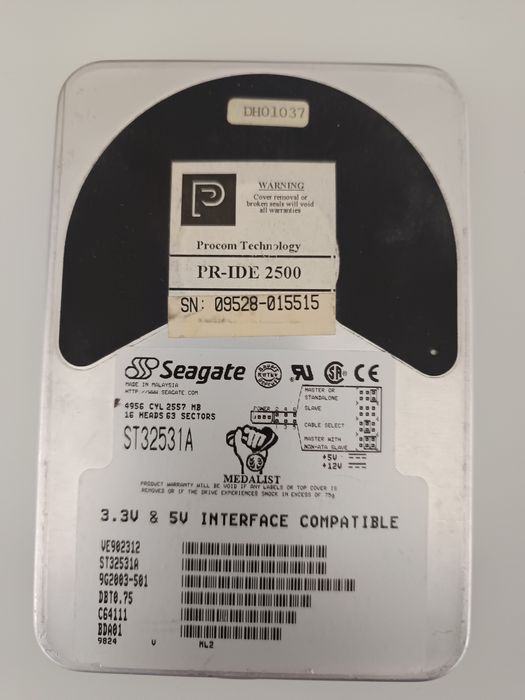 DH01037
WARNING
Cover removal or
broken seals will void
all warranties
Procom Technology
PR-IDE 2500
SN: 09528-015515
Seagate
MADE IN MALAYSIA
HTTP://WWW.SEAGATE.COM
4956 CYL 2557 MB
16 HEADS 63 SECTORS
ST32531A
POWER
MASTER OR
STANDALONE
SLAVE
CABLE SELECT
MASTER WITH
NON-ATA SLAVE
+5V
+12V
MEDALIST
PRODUCT WARRANTY WILL BE VOID IF ANY LABELS OR TOP COVER IS
REMOVED OR IF THE DRIVE EXPERIENCES SHOCK IN EXCESS OF 75g
3.3V & 5V INTERFACE COMPATIBLE
VE902312
ST32531A
9G2003-501
DBT0.75
C64111
BDA01
9824 V ML2